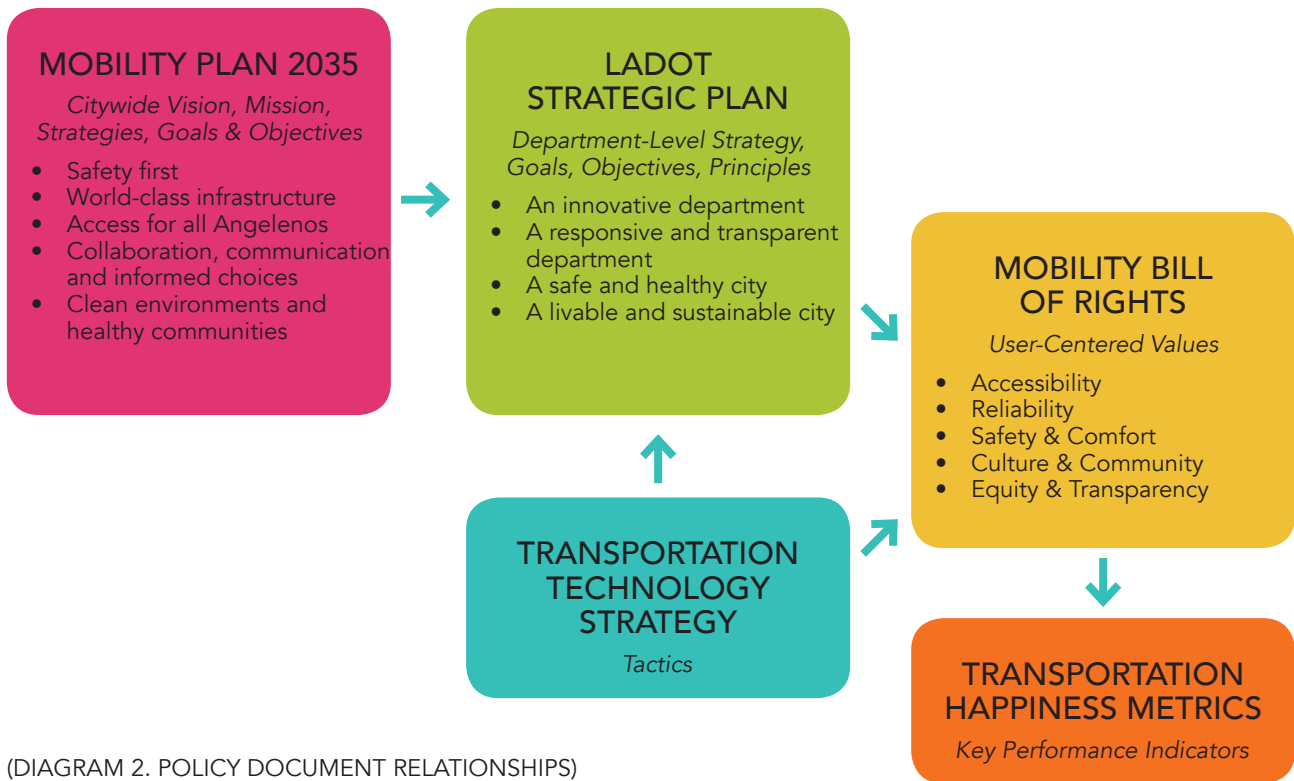 MOBILITY PLAN 2035
Citywide Vision, Mission,
Strategies, Goals & Objectives
• Safety first
• World-class infrastructure
• Access for all Angelenos
• Collaboration, communication
and informed choices
• Clean environments and
healthy communities
LADOT
STRATEGIC PLAN
Department-Level Strategy,
Goals, Objectives, Principles
• An innovative department
• A responsive and transparent
department
• A safe and healthy city
• A livable and sustainable city
MOBILITY BILL
OF RIGHTS
User-Centered Values
• Accessibility
• Reliability
• Safety & Comfort
• Culture & Community
• Equity & Transparency
TRANSPORTATION
TECHNOLOGY
STRATEGY
Tactics
TRANSPORTATION
HAPPINESS METRICS
Key Performance Indicators
(DIAGRAM 2. POLICY DOCUMENT RELATIONSHIPS)